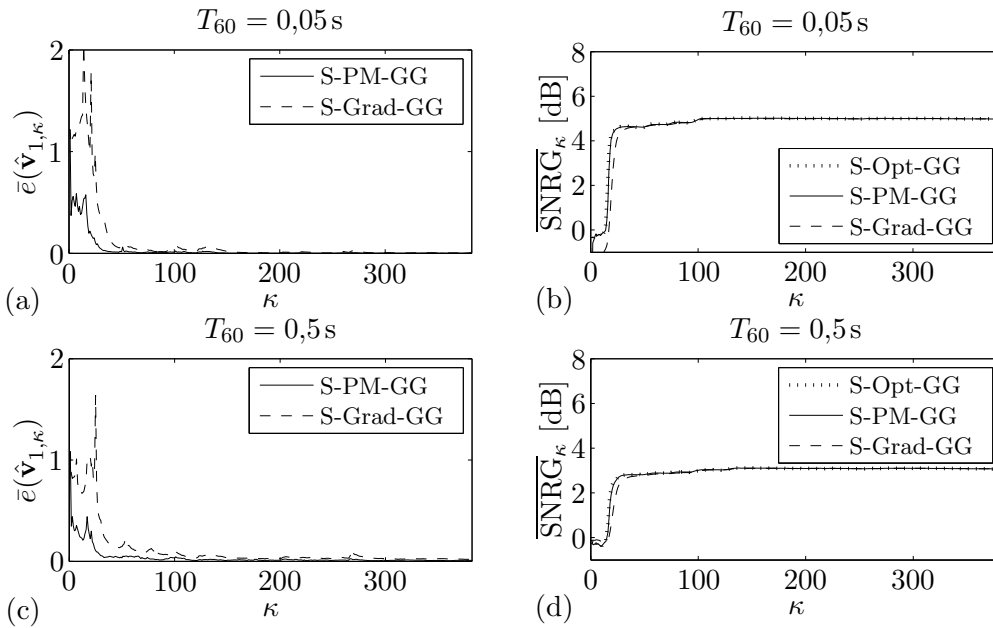 T₆₀ = 0,05 s
2
1
0
ē(v̂₁,κ)
S-PM-GG
S-Grad-GG
0
100
200
300
κ
(a)
T₆₀ = 0,05 s
8
6
4
2
0
SNRG̅κ [dB]
S-Opt-GG
S-PM-GG
S-Grad-GG
0
100
200
300
κ
(b)
T₆₀ = 0,5 s
2
1
0
ē(v̂₁,κ)
S-PM-GG
S-Grad-GG
0
100
200
300
κ
(c)
T₆₀ = 0,5 s
8
6
4
2
0
SNRG̅κ [dB]
S-Opt-GG
S-PM-GG
S-Grad-GG
0
100
200
300
κ
(d)